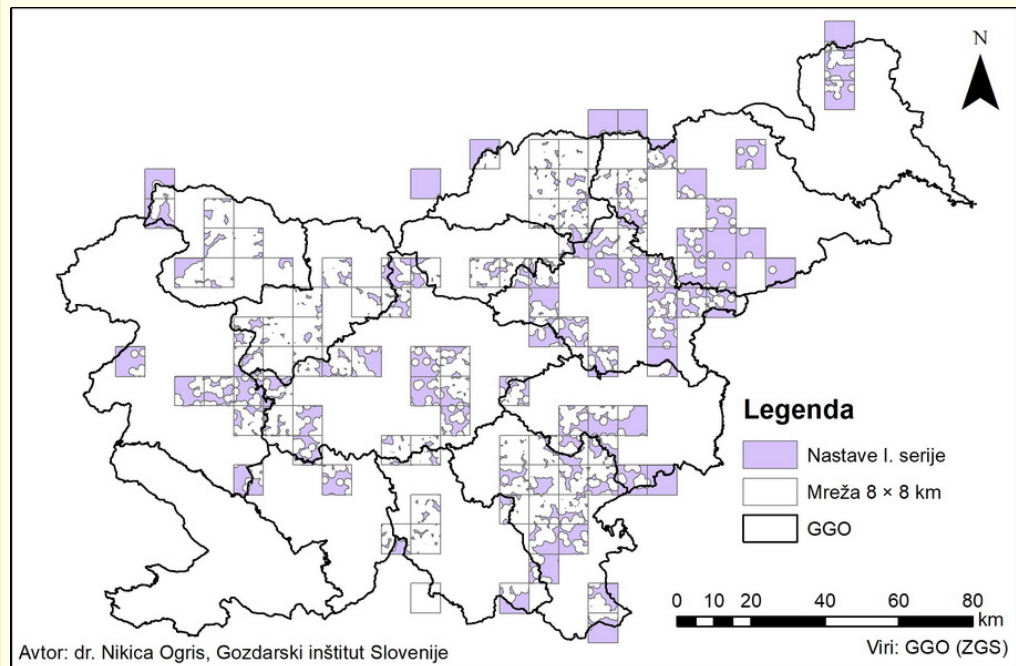 N
Legenda
Nastave I. serije
Mreža 8 × 8 km
GGO
0 5 10 20 40 60 80
km
Avtor: dr. Nikica Ogris, Gozdarski inštitut Slovenije
Viri: GGO (ZGS)